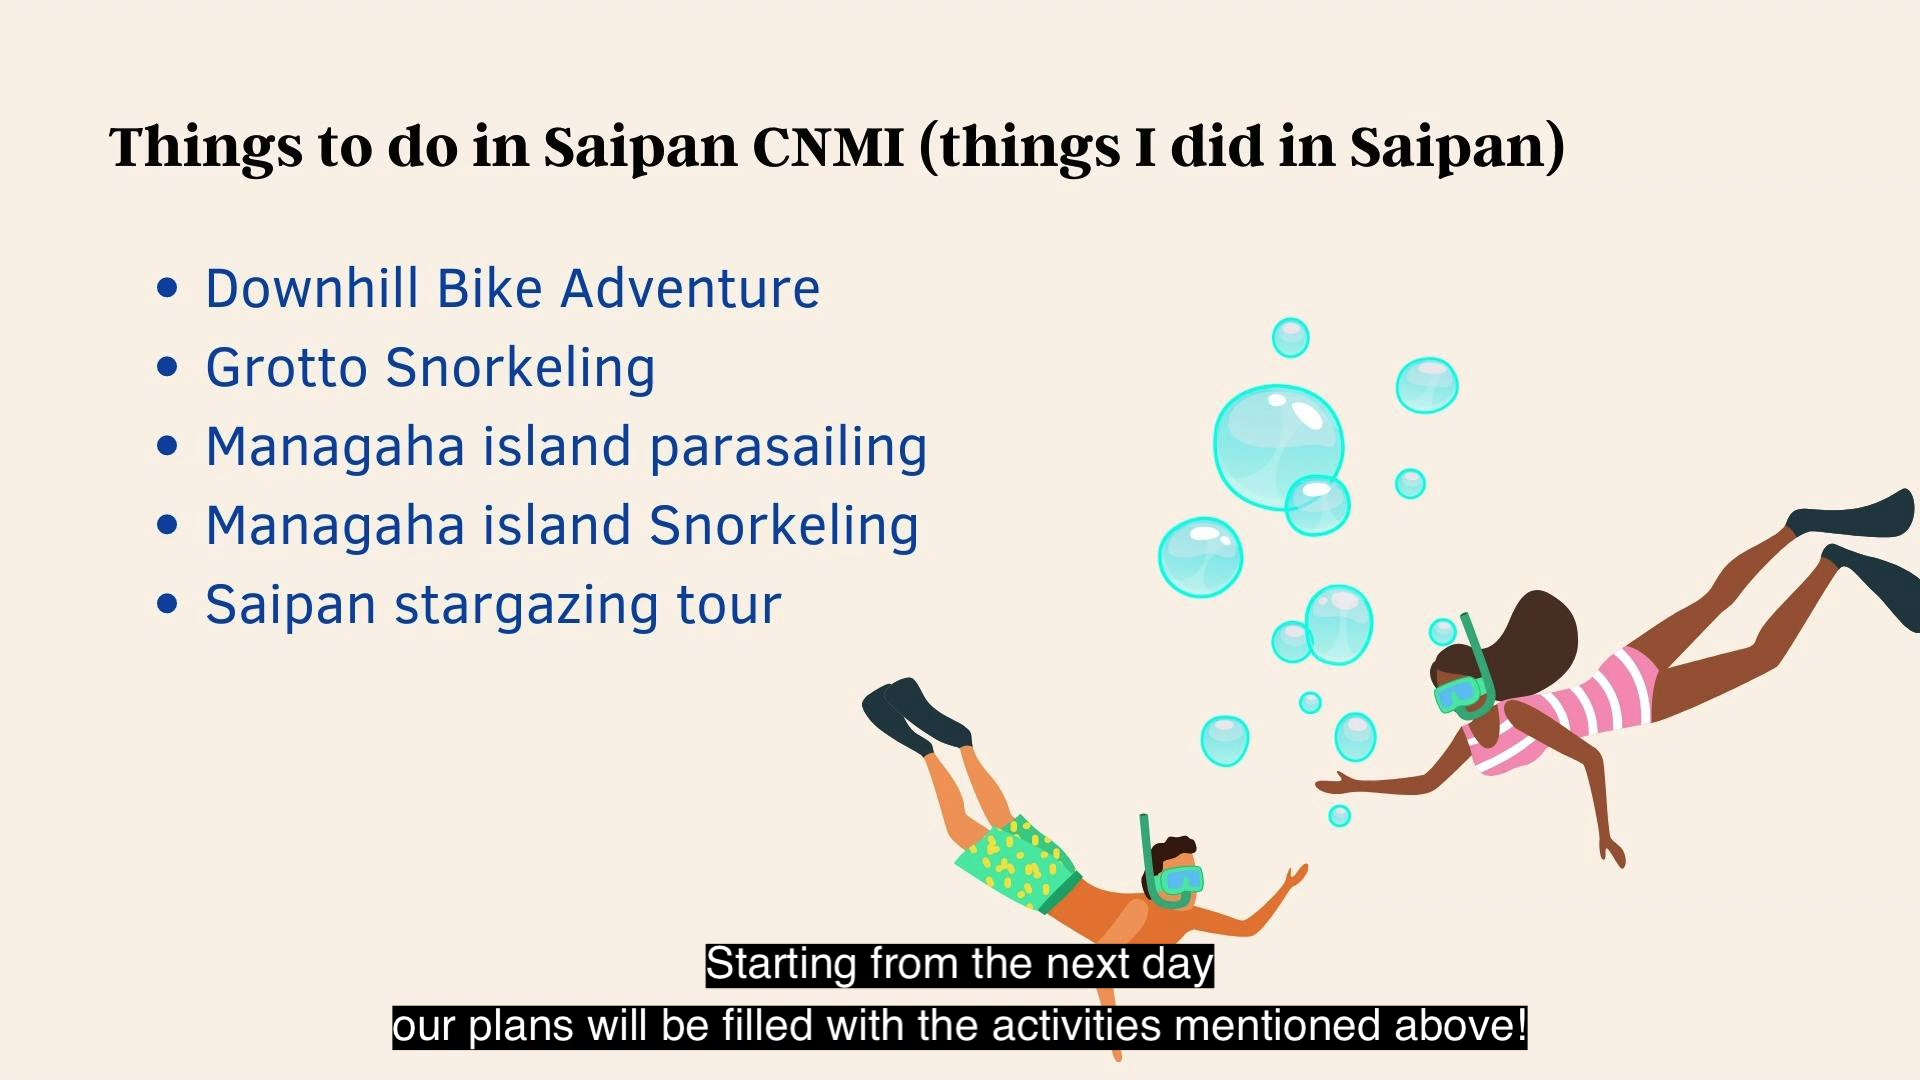 Things to do in Saipan CNMI (things I did in Saipan)
• Downhill Bike Adventure
• Grotto Snorkeling
• Managaha island parasailing
• Managaha island Snorkeling
• Saipan stargazing tour
Starting from the next day
our plans will be filled with the activities mentioned above!